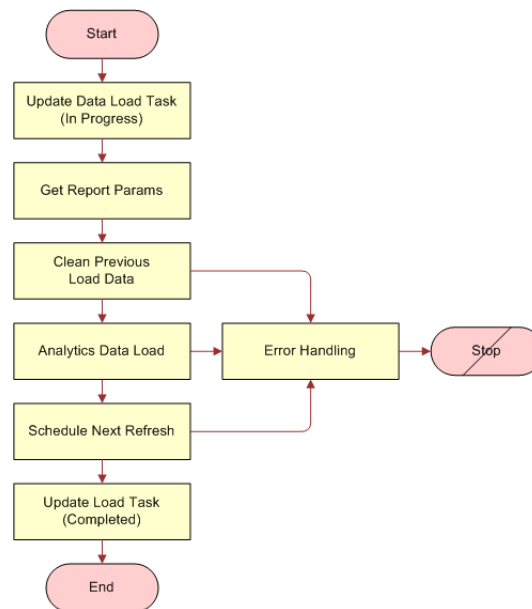 Start
Update Data Load Task
(In Progress)
Get Report Params
Clean Previous
Load Data
Analytics Data Load
Error Handling
Stop
Schedule Next Refresh
Update Load Task
(Completed)
End